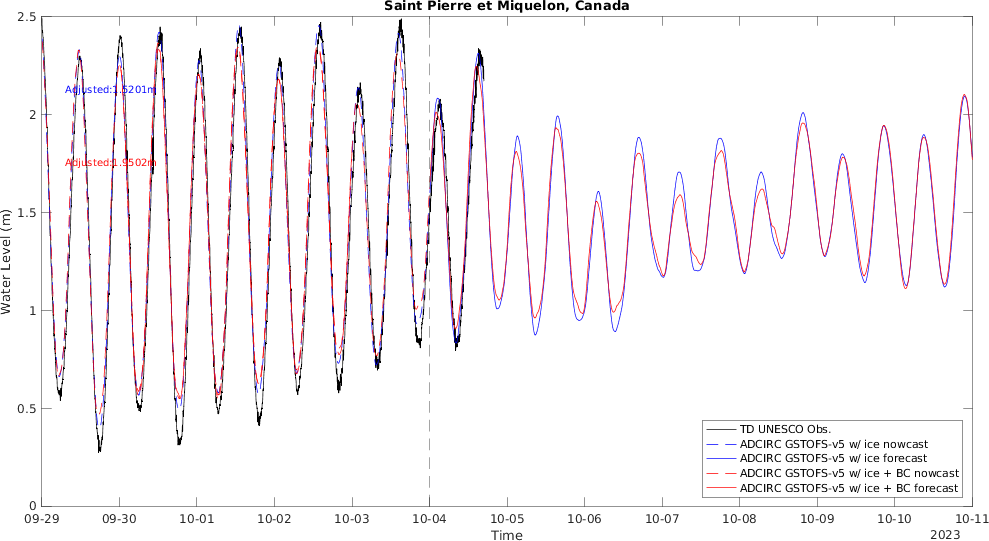 Saint Pierre et Miquelon, Canada
2.5
2
1.5
1
0.5
0
Water Level (m)
Adjusted:1.5201m
Adjusted:1.9502m
TD UNESCO Obs.
ADCIRC GSTOFS-v5 w/ ice nowcast
ADCIRC GSTOFS-v5 w/ ice forecast
ADCIRC GSTOFS-v5 w/ ice + BC nowcast
ADCIRC GSTOFS-v5 w/ ice + BC forecast
09-29 09-30 10-01 10-02 10-03 10-04 10-05 10-06 10-07 10-08 10-09 10-10 10-11
Time
2023